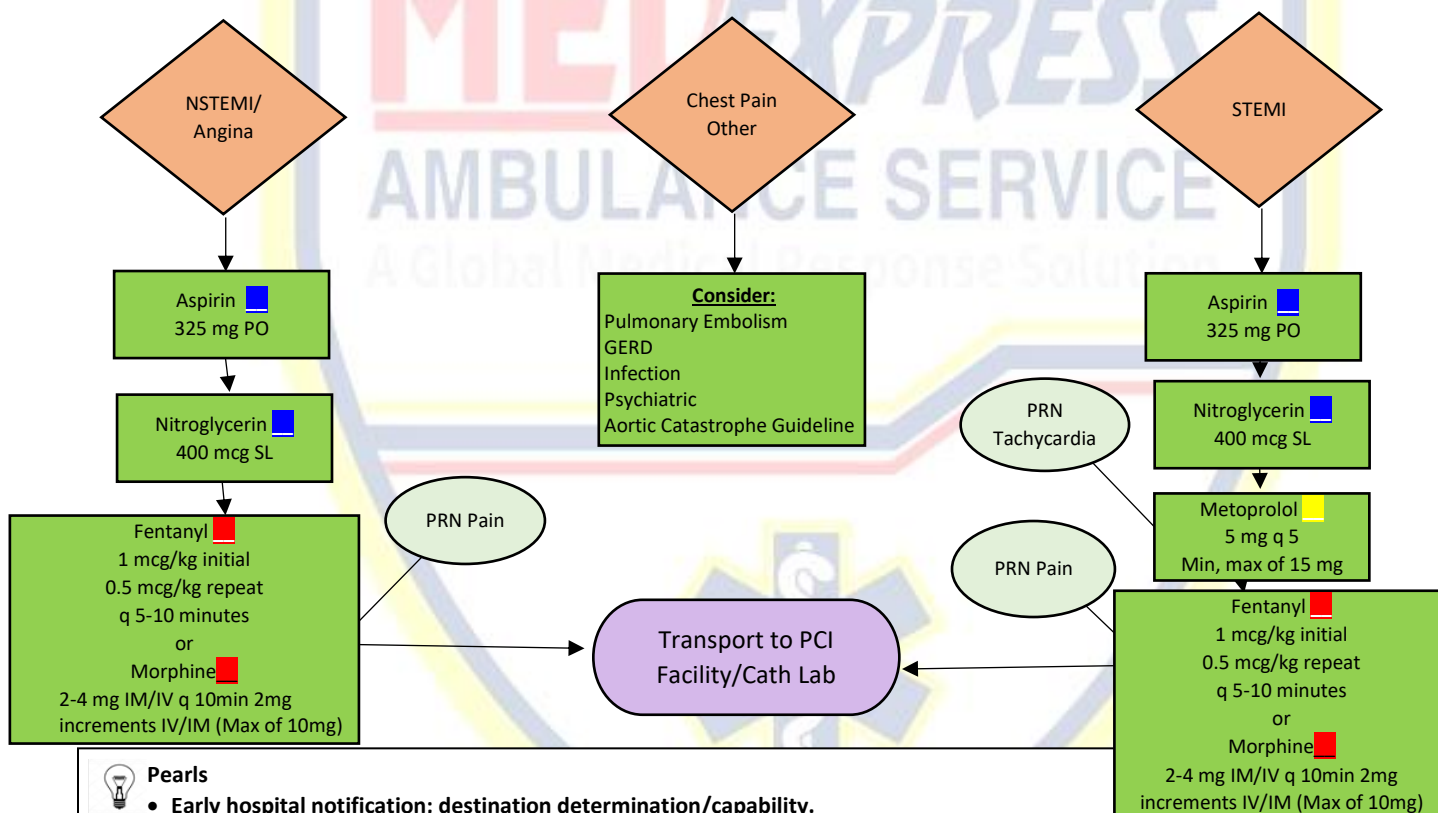 MEDEXPRESS
AMBULANCE SERVICE
A Global Medical Response Solution
NSTEMI/
Angina
Aspirin
325 mg PO
Nitroglycerin
400 mcg SL
Fentanyl
1 mcg/kg initial
0.5 mcg/kg repeat
q 5-10 minutes
or
Morphine
2-4 mg IM/IV q 10min 2mg
increments IV/IM (Max of 10mg)
PRN Pain
Chest Pain
Other
Consider:
Pulmonary Embolism
GERD
Infection
Psychiatric
Aortic Catastrophe Guideline
Transport to PCI
Facility/Cath Lab
STEMI
Aspirin
325 mg PO
Nitroglycerin
400 mcg SL
PRN
Tachycardia
Metoprolol
5 mg q 5
Min, max of 15 mg
PRN Pain
Fentanyl
1 mcg/kg initial
0.5 mcg/kg repeat
q 5-10 minutes
or
Morphine
2-4 mg IM/IV q 10min 2mg
increments IV/IM (Max of 10mg)
Pearls
• Early hospital notification: destination determination/capability.